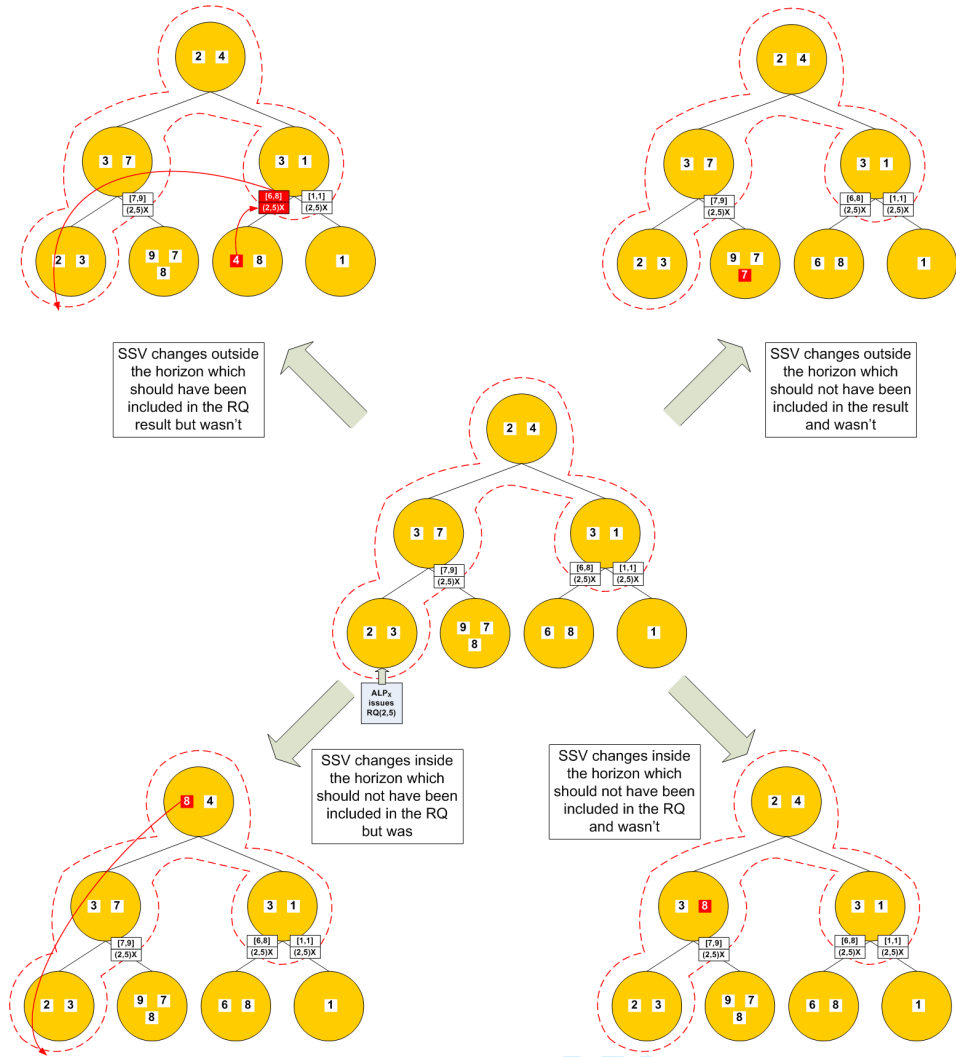 2 4
2 4
3 7
3 1
3 7
3 1
[7,9]
(2,5)X
[6,8]
(2,5)X
[1,1]
(2,5)X
[7,9]
(2,5)X
[6,8]
(2,5)X
[1,1]
(2,5)X
2 3
9 7
8
4 8
1
2 3
9 7
7
6 8
1
SSV changes outside
the horizon which
should have been
included in the RQ
result but wasn't
SSV changes outside
the horizon which
should not have been
included in the result
and wasn't
2 4
3 7
3 1
[7,9]
(2,5)X
[6,8]
(2,5)X
[1,1]
(2,5)X
2 3
9 7
8
6 8
1
ALPX
issues
RQ(2,5)
SSV changes inside
the horizon which
should not have been
included in the RQ
but was
SSV changes inside
the horizon which
should not have been
included in the RQ
and wasn't
8 4
3 7
3 1
[7,9]
(2,5)X
[6,8]
(2,5)X
[1,1]
(2,5)X
2 3
9 7
8
6 8
1
2 4
3 8
3 1
[7,9]
(2,5)X
[6,8]
(2,5)X
[1,1]
(2,5)X
2 3
9 7
8
6 8
1